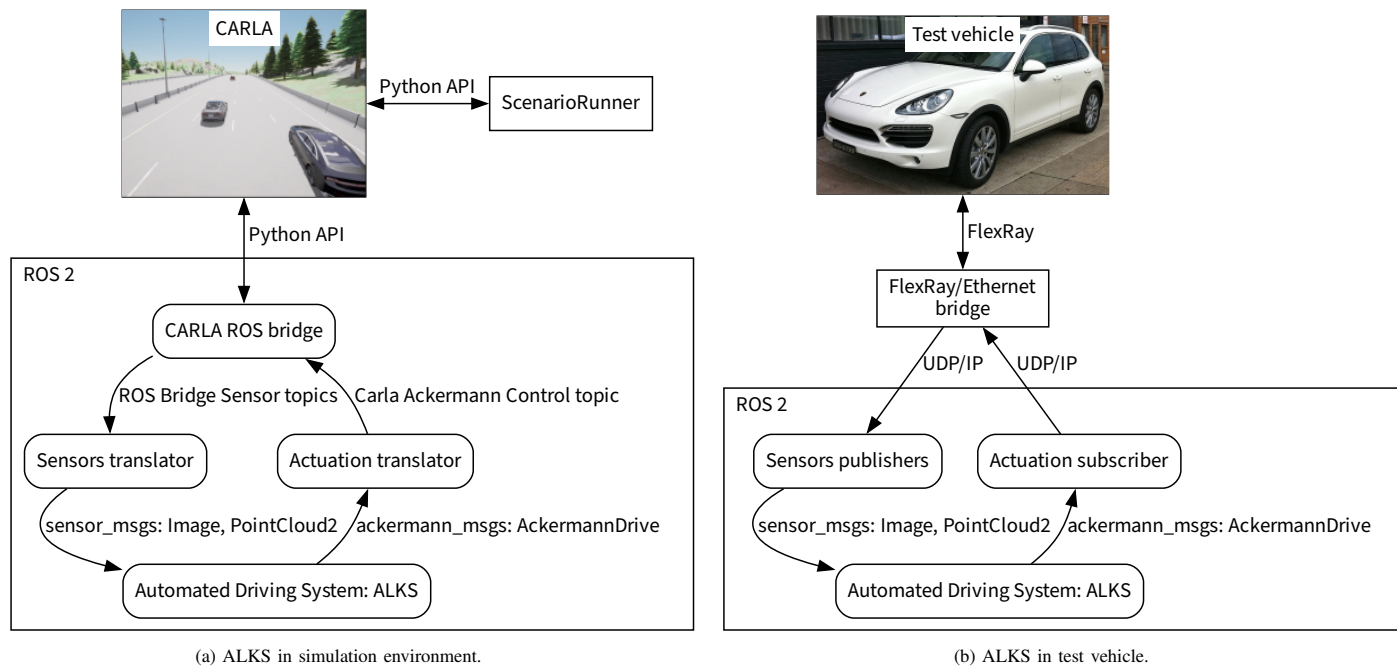 CARLA
Python API
ScenarioRunner
Python API
ROS 2
CARLA ROS bridge
ROS Bridge Sensor topics
Carla Ackermann Control topic
Sensors translator
Actuation translator
sensor_msgs: Image, PointCloud2
ackermann_msgs: AckermannDrive
Automated Driving System: ALKS
(a) ALKS in simulation environment.
Test vehicle
FlexRay
FlexRay/Ethernet
bridge
UDP/IP
UDP/IP
ROS 2
Sensors publishers
Actuation subscriber
sensor_msgs: Image, PointCloud2
ackermann_msgs: AckermannDrive
Automated Driving System: ALKS
(b) ALKS in test vehicle.